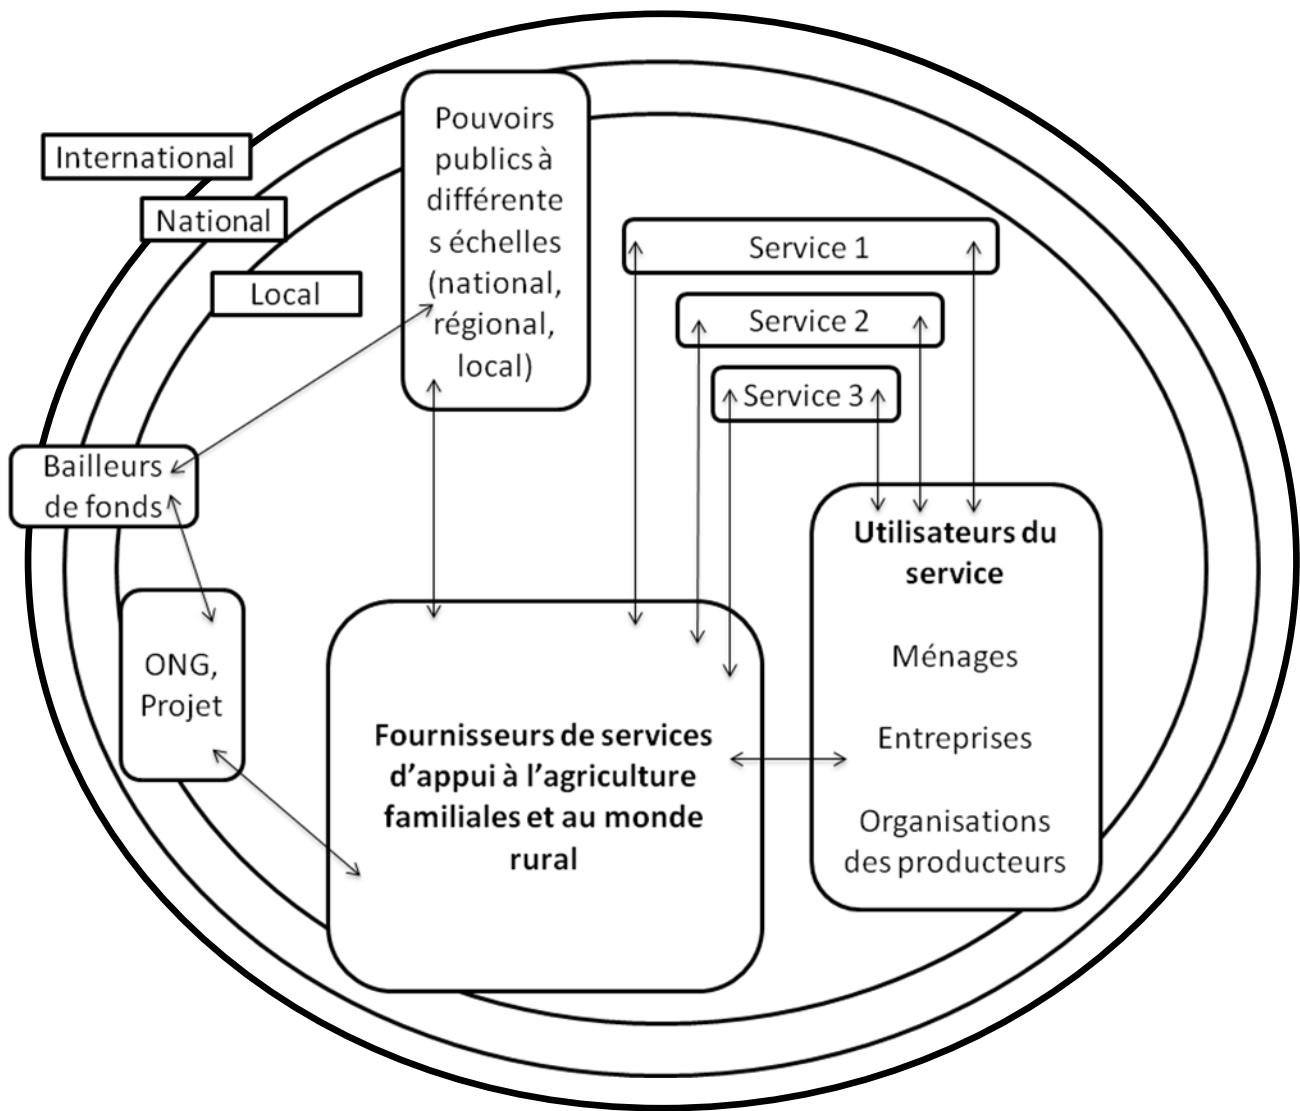 International
National
Local
Pouvoirs
publics à
différente
s échelles
(national,
régional,
local)
Service 1
Service 2
Service 3
Bailleurs
de fonds
ONG,
Projet
Fournisseurs de services
d’appui à l’agriculture
familiales et au monde
rural
Utilisateurs du
service
Ménages
Entreprises
Organisations
des producteurs